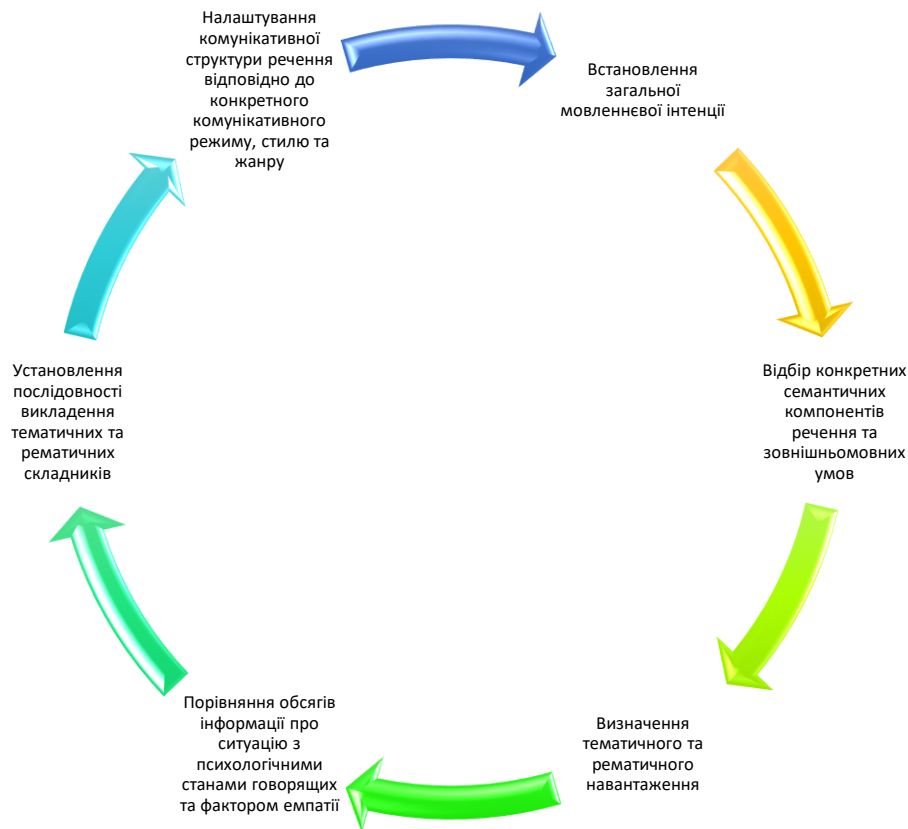 Налаштування
комунікативної
структури речення
відповідно до
конкретного
комунікативного
режиму, стилю та
жанру
Встановлення
загальної
мовленнєвої інтенції
Відбір конкретних
семантичних
компонентів
речення та
зовнішньомовних
умов
Визначення
тематичного та
рематичного
навантаження
Порівняння обсягів
інформації про
ситуацію з
психологічними
станами говорящих
та фактором емпатії
Установлення
послідовності
викладення
тематичних та
рематичних
складників